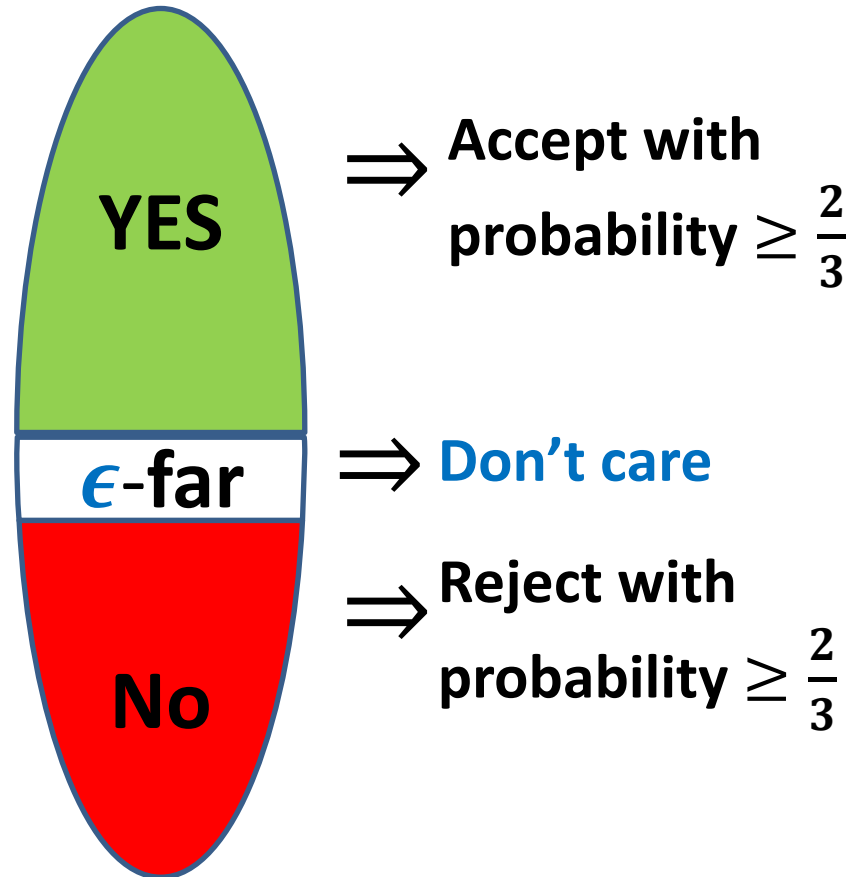 YES
⇒ Accept with
probability ≥ 2/3
ϵ-far ⇒ Don’t care
No
⇒ Reject with
probability ≥ 2/3